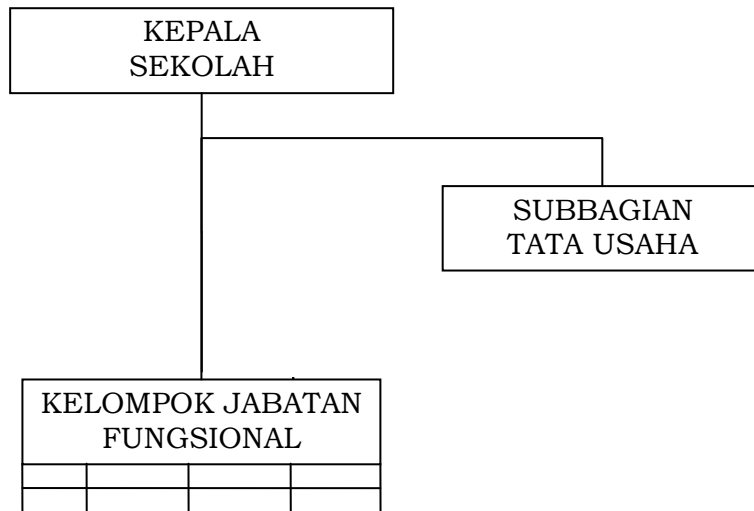 KEPALA
SEKOLAH
SUBBAGIAN
TATA USAHA
KELOMPOK JABATAN
FUNGSIONAL